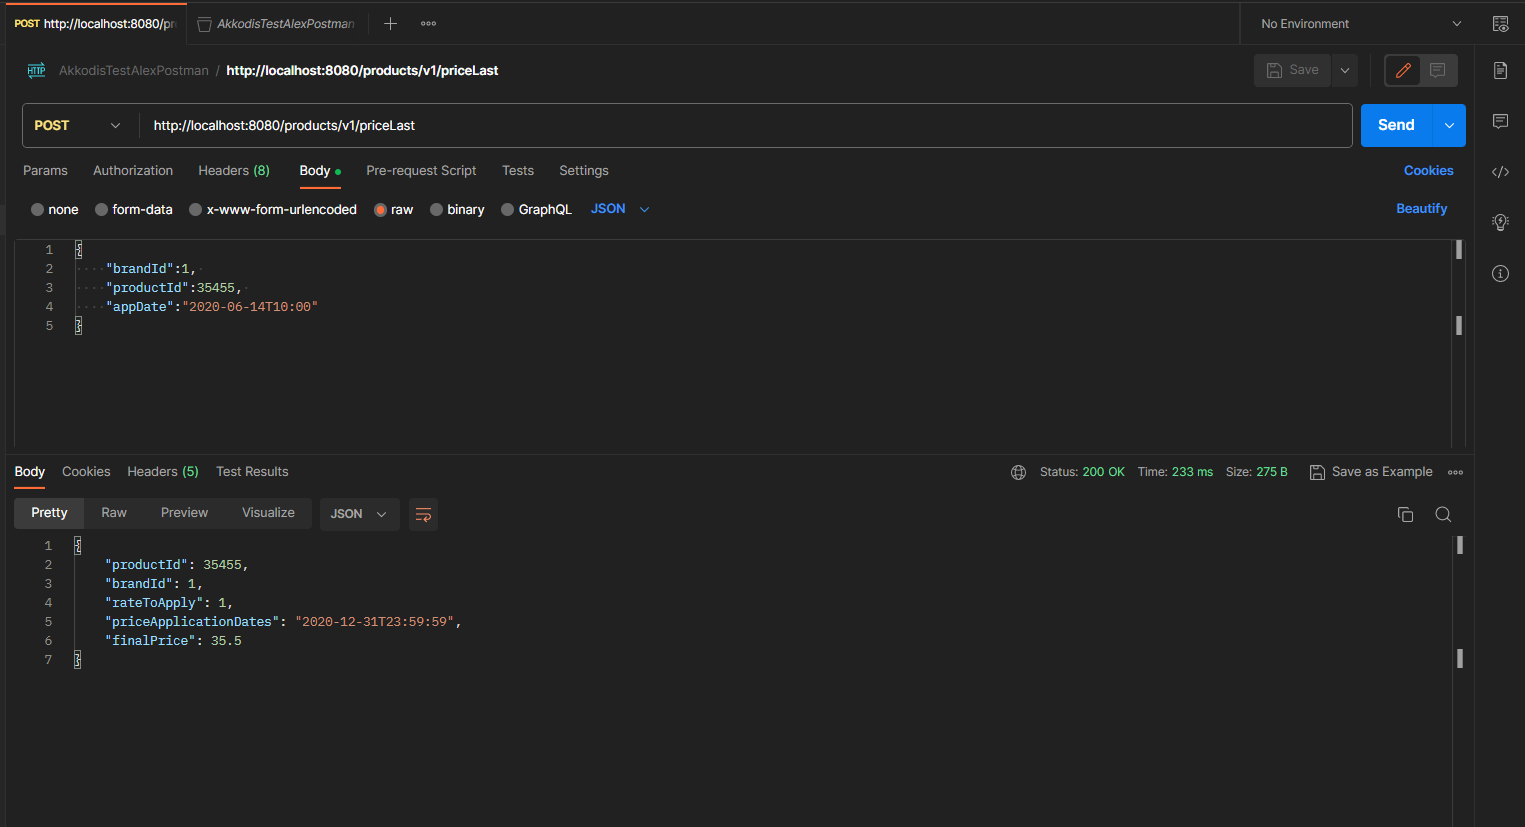 POST http://localhost:8080/pr
AkkodisTestAlexPostman
No Environment
HTTP AkkodisTestAlexPostman / http://localhost:8080/products/v1/priceLast
Save
POST http://localhost:8080/products/v1/priceLast
Send
Params Authorization Headers (8) Body Pre-request Script Tests Settings
Cookies
none form-data x-www-form-urlencoded raw binary GraphQL JSON
Beautify
1 {
2 "brandId":1,
3 "productId":35455,
4 "appDate":"2020-06-14T10:00"
5 }
Body Cookies Headers (5) Test Results
Status: 200 OK Time: 233 ms Size: 275 B Save as Example
Pretty Raw Preview Visualize JSON
1 {
2 "productId": 35455,
3 "brandId": 1,
4 "rateToApply": 1,
5 "priceApplicationDates": "2020-12-31T23:59:59",
6 "finalPrice": 35.5
7 }